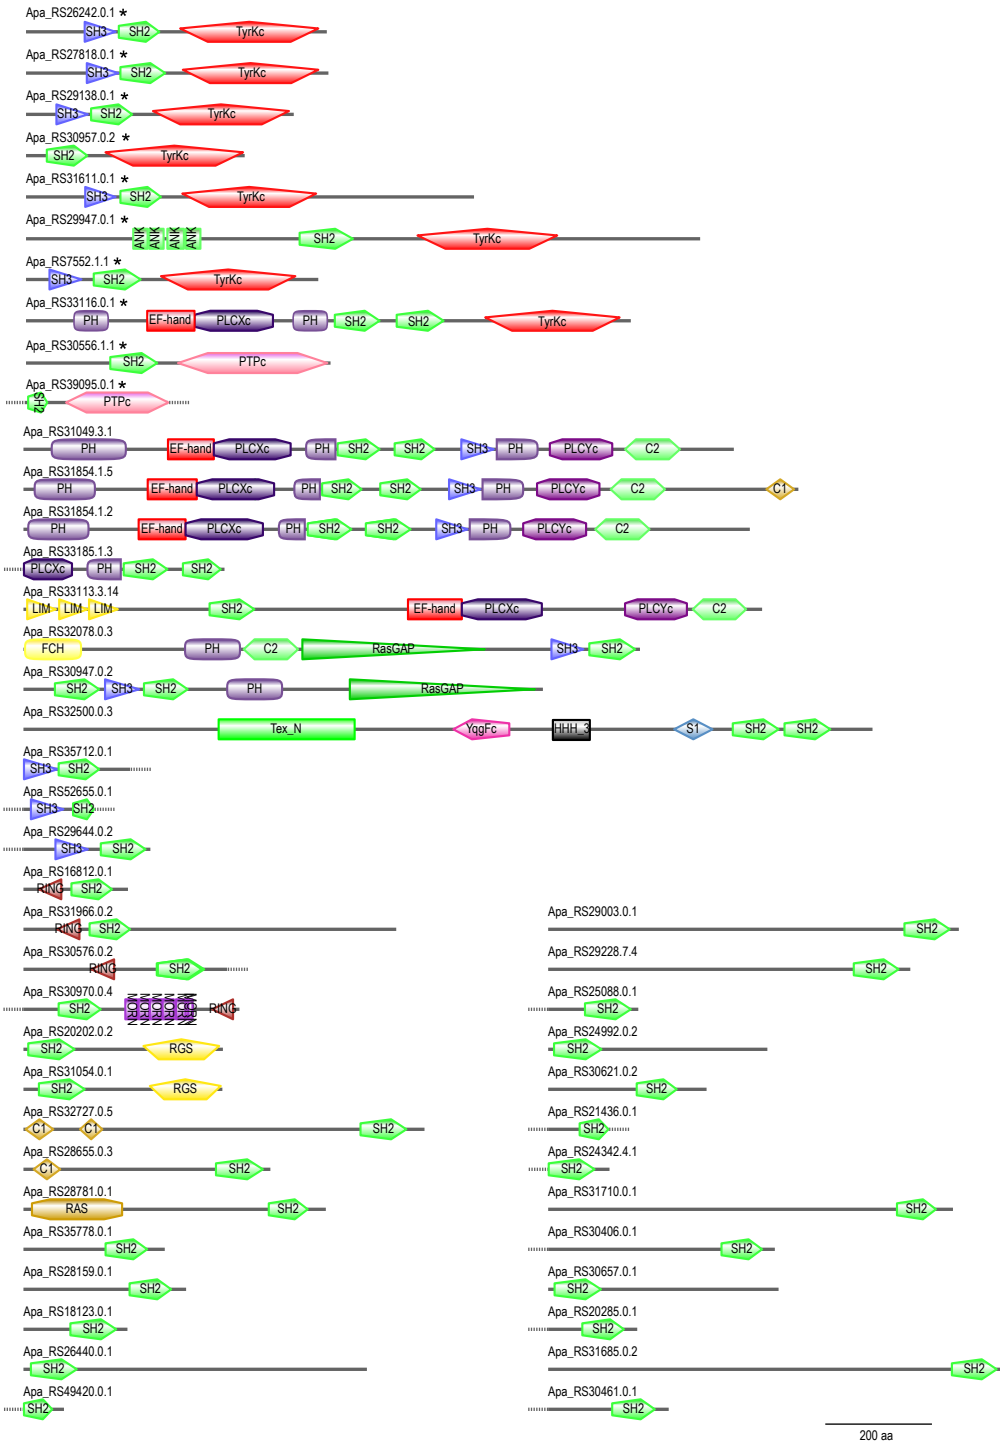 Apa_RS26242.0.1 *
SH3 SH2 TyrKc
Apa_RS27818.0.1 *
SH3 SH2 TyrKc
Apa_RS29138.0.1 *
SH3 SH2 TyrKc
Apa_RS30957.0.2 *
SH2 TyrKc
Apa_RS31611.0.1 *
SH3 SH2 TyrKc
Apa_RS29947.0.1 *
ANK ANK ANK ANK SH2 TyrKc
Apa_RS7552.1.1 *
SH3 SH2 TyrKc
Apa_RS33116.0.1 *
PH EF-hand PLCXc PH SH2 SH2 TyrKc
Apa_RS30556.1.1 *
SH2 PTPc
Apa_RS39095.0.1 *
SH2 PTPc
Apa_RS31049.3.1
PH EF-hand PLCXc PH SH2 SH2 SH3 PH PLCYc C2
Apa_RS31854.1.5
PH EF-hand PLCXc PH SH2 SH2 SH3 PH PLCYc C2 C1
Apa_RS31854.1.2
PH EF-hand PLCXc PH SH2 SH2 SH3 PH PLCYc C2
Apa_RS33185.1.3
PLCXc PH SH2 SH2
Apa_RS33113.3.14
LIM LIM LIM SH2 EF-hand PLCXc PLCYc C2
Apa_RS32078.0.3
FCH PH C2 RasGAP SH3 SH2
Apa_RS30947.0.2
SH2 SH3 SH2 PH RasGAP
Apa_RS32500.0.3
Tex_N YqgFc HHH_3 S1 SH2 SH2
Apa_RS35712.0.1
SH3 SH2
Apa_RS52655.0.1
SH3 SH2
Apa_RS29644.0.2
SH3 SH2
Apa_RS16812.0.1
RING SH2
Apa_RS31966.0.2
RING SH2
Apa_RS30576.0.2
RING SH2
Apa_RS30970.0.4
SH2 MORN MORN MORN MORN MORN MORN RING
Apa_RS20202.0.2
SH2 RGS
Apa_RS31054.0.1
SH2 RGS
Apa_RS32727.0.5
C1 C1 SH2
Apa_RS28655.0.3
C1 SH2
Apa_RS28781.0.1
RAS SH2
Apa_RS35778.0.1
SH2
Apa_RS28159.0.1
SH2
Apa_RS18123.0.1
SH2
Apa_RS26440.0.1
SH2
Apa_RS49420.0.1
SH2
Apa_RS29003.0.1
SH2
Apa_RS29228.7.4
SH2
Apa_RS25088.0.1
SH2
Apa_RS24992.0.2
SH2
Apa_RS30621.0.2
SH2
Apa_RS21436.0.1
SH2
Apa_RS24342.4.1
SH2
Apa_RS31710.0.1
SH2
Apa_RS30406.0.1
SH2
Apa_RS30657.0.1
SH2
Apa_RS20285.0.1
SH2
Apa_RS31685.0.2
SH2
Apa_RS30461.0.1
SH2
200 aa